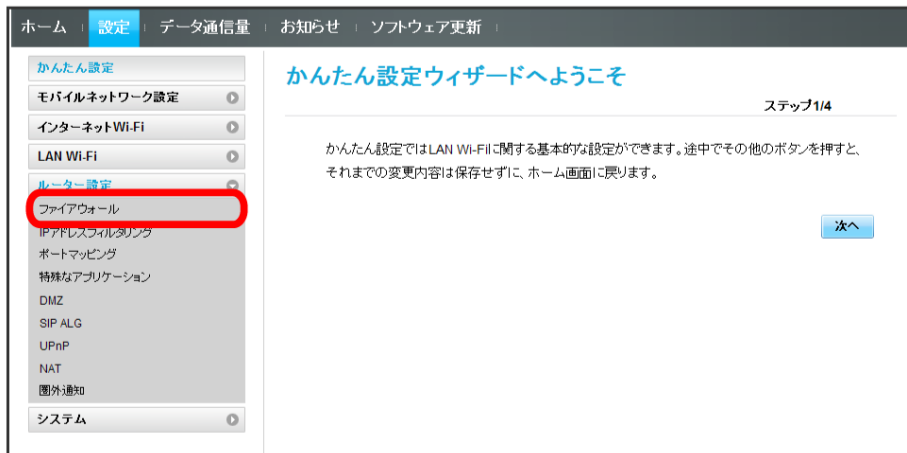 ホーム 設定 データ通信量 お知らせ ソフトウェア更新
かんたん設定
モバイルネットワーク設定
インターネットWi-Fi
LAN Wi-Fi
ルーター設定
ファイアウォール
IPアドレスフィルタリング
ポートマッピング
特殊なアプリケーション
DMZ
SIP ALG
UPnP
NAT
圏外通知
システム
かんたん設定ウィザードへようこそ
ステップ1/4
かんたん設定ではLAN Wi-Fiに関する基本的な設定ができます。途中でその他のボタンを押すと、
それまでの変更内容は保存せずに、ホーム画面に戻ります。
次へ